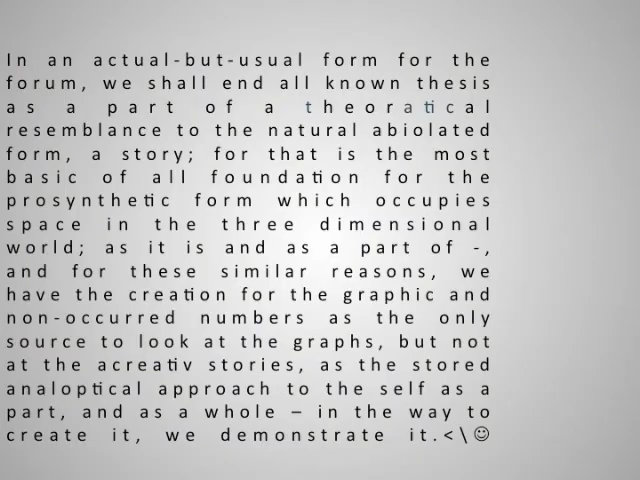 In an actual-but-usual form for the
forum, we shall end all known thesis
as a part of a theoratical
resemblance to the natural abiolated
form, a story; for that is the most
basic of all foundation for the
prosynthetic form which occupies
space in the three dimensional
world; as it is and as a part of -,
and for these similar reasons, we
have the creation for the graphic and
non-occurred numbers as the only
source to look at the graphs, but not
at the acreativ stories, as the stored
analoptical approach to the self as a
part, and as a whole – in the way to
create it, we demonstrate it.<\☺